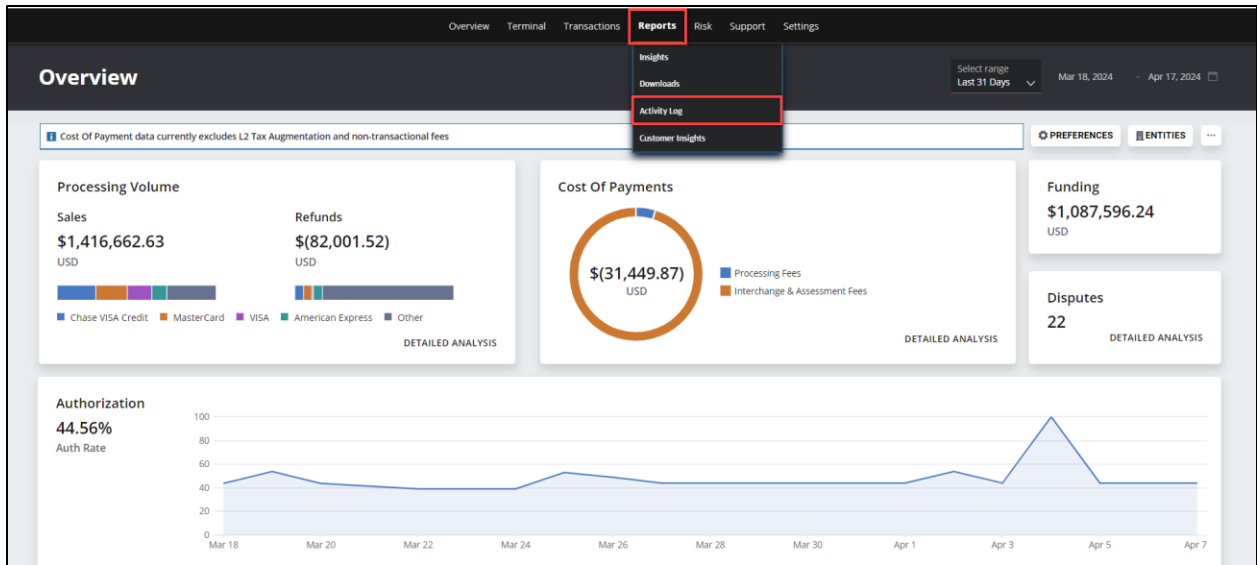 Overview Terminal Transactions Reports Risk Support Settings
Insights
Downloads
Activity Log
Customer Insights
Overview
Select range
Last 31 Days
Mar 18, 2024 - Apr 17, 2024
Cost Of Payment data currently excludes L2 Tax Augmentation and non-transactional fees
PREFERENCES
ENTITIES
...
Processing Volume
Sales
$1,416,662.63
USD
Refunds
$(82,001.52)
USD
Chase VISA Credit MasterCard VISA American Express Other
DETAILED ANALYSIS
Cost Of Payments
$(31,449.87)
USD
Processing Fees
Interchange & Assessment Fees
DETAILED ANALYSIS
Funding
$1,087,596.24
USD
Disputes
22
DETAILED ANALYSIS
Authorization
44.56%
Auth Rate
100
80
60
40
20
0
Mar 18 Mar 20 Mar 22 Mar 24 Mar 26 Mar 28 Mar 30 Apr 1 Apr 3 Apr 5 Apr 7